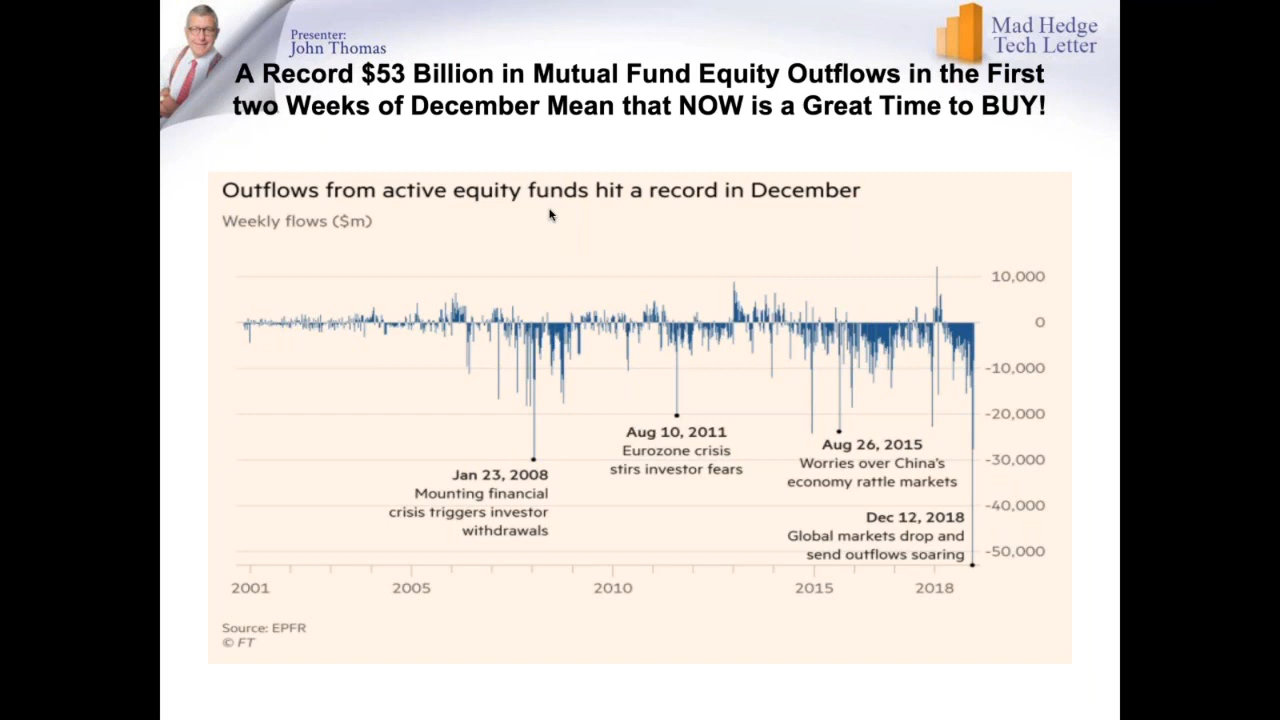 Presenter:
John Thomas
Mad Hedge
Tech Letter
A Record $53 Billion in Mutual Fund Equity Outflows in the First
two Weeks of December Mean that NOW is a Great Time to BUY!
Outflows from active equity funds hit a record in December
Weekly flows ($m)
10,000
0
-10,000
-20,000
-30,000
-40,000
-50,000
Jan 23, 2008
Mounting financial
crisis triggers investor
withdrawals
Aug 10, 2011
Eurozone crisis
stirs investor fears
Aug 26, 2015
Worries over China's
economy rattle markets
Dec 12, 2018
Global markets drop and
send outflows soaring
2001
2005
2010
2015
2018
Source: EPFR
© FT